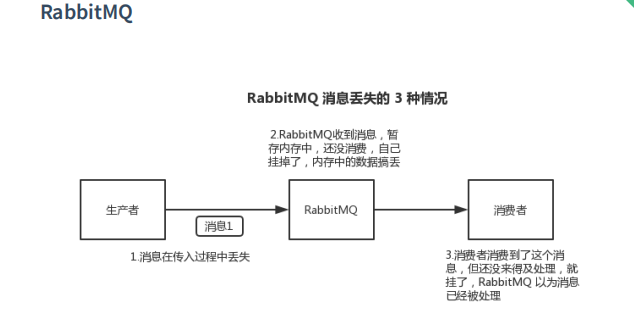 RabbitMQ
RabbitMQ 消息丢失的 3 种情况
2.RabbitMQ收到消息，暂
存内存中，还没消费，自己
挂掉了，内存中的数据搞丢
生产者
消息1
RabbitMQ
消费者
1.消息在传入过程中丢失
3.消费者消费到了这个消
息，但还没来得及处理，就
挂了，RabbitMQ 以为消息
已经被处理